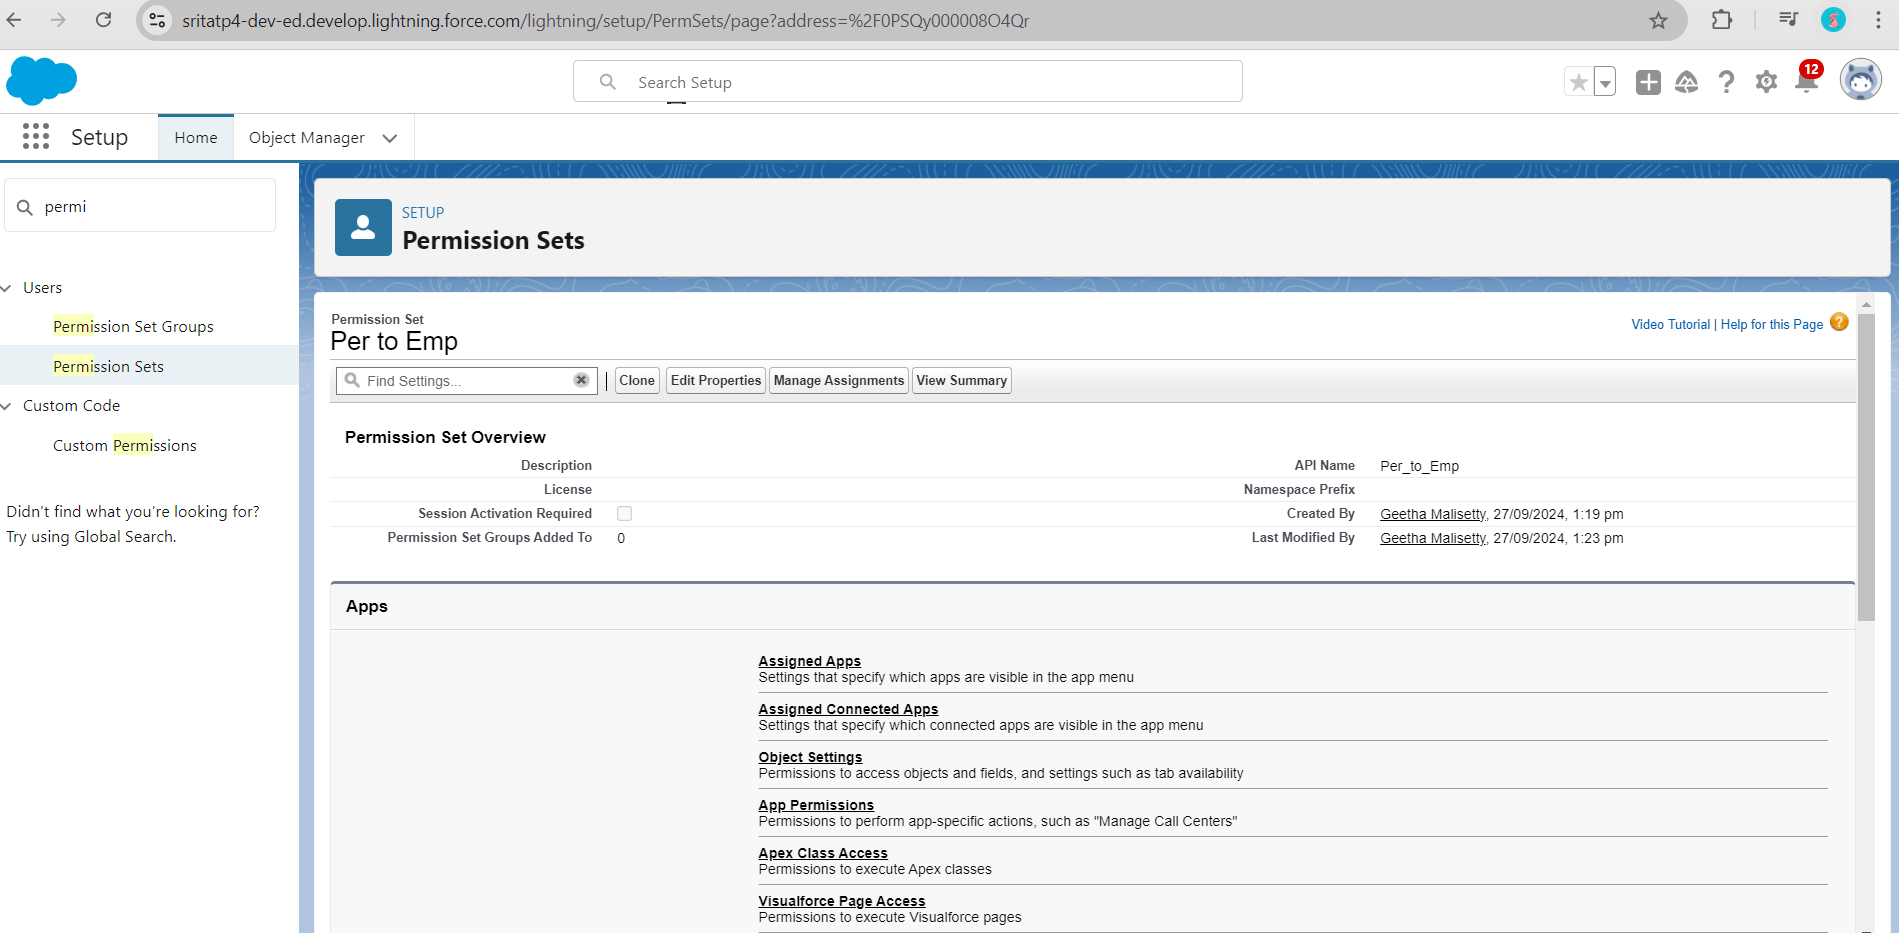 sritatp4-dev-ed.develop.lightning.force.com/lightning/setup/PermSets/page?address=%2F0PSQy000008O4Qr
Search Setup
12
Setup
Home
Object Manager
permi
Users
Permission Set Groups
Permission Sets
Custom Code
Custom Permissions
Didn't find what you're looking for?
Try using Global Search.
SETUP
Permission Sets
Permission Set
Per to Emp
Video Tutorial | Help for this Page
Find Settings...
Clone
Edit Properties
Manage Assignments
View Summary
Permission Set Overview
Description
API Name Per_to_Emp
License
Namespace Prefix
Session Activation Required
Created By Geetha Malisetty, 27/09/2024, 1:19 pm
Permission Set Groups Added To 0
Last Modified By Geetha Malisetty, 27/09/2024, 1:23 pm
Apps
Assigned Apps
Settings that specify which apps are visible in the app menu
Assigned Connected Apps
Settings that specify which connected apps are visible in the app menu
Object Settings
Permissions to access objects and fields, and settings such as tab availability
App Permissions
Permissions to perform app-specific actions, such as "Manage Call Centers"
Apex Class Access
Permissions to execute Apex classes
Visualforce Page Access
Permissions to execute Visualforce pages